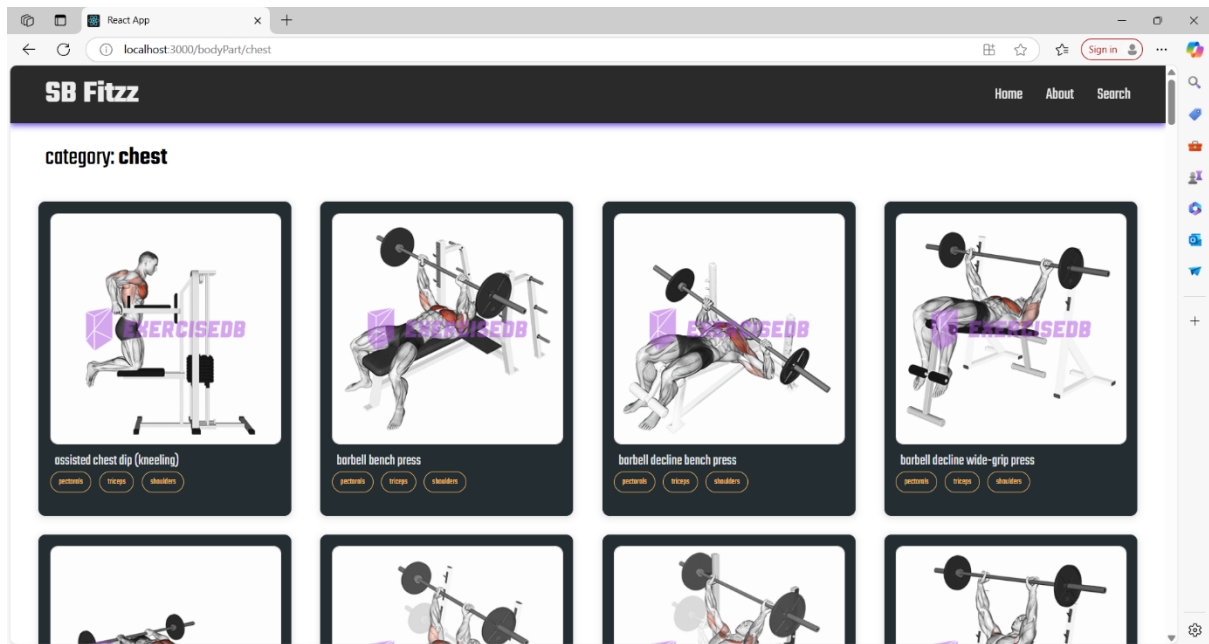 React App
localhost:3000/bodyPart/chest
Sign in
SB Fitzz
Home About Search
category: chest
EXERCISEDB
EXERCISEDB
EXERCISEDB
EXERCISEDB
assisted chest dip (kneeling)
pectorals triceps shoulders
barbell bench press
pectorals triceps shoulders
barbell decline bench press
pectorals triceps shoulders
barbell decline wide-grip press
pectorals triceps shoulders